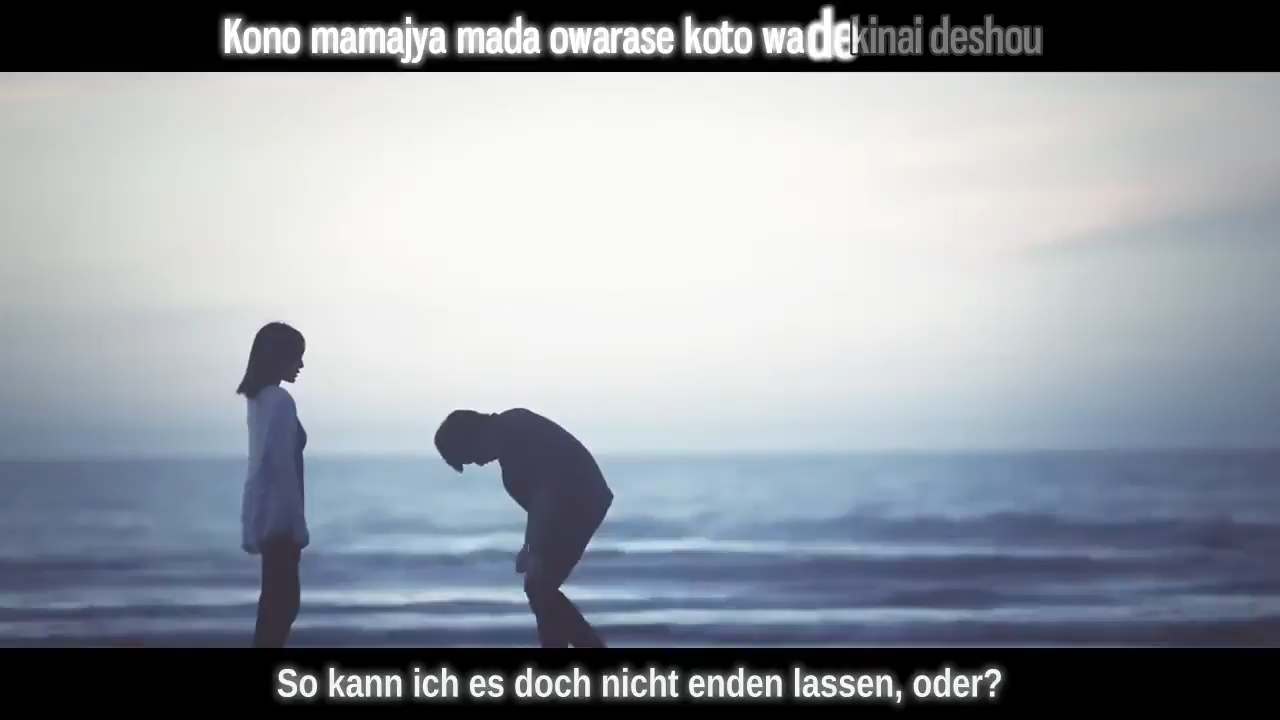 Kono mamajya mada owarase koto wa dekinai deshou
So kann ich es doch nicht enden lassen, oder?